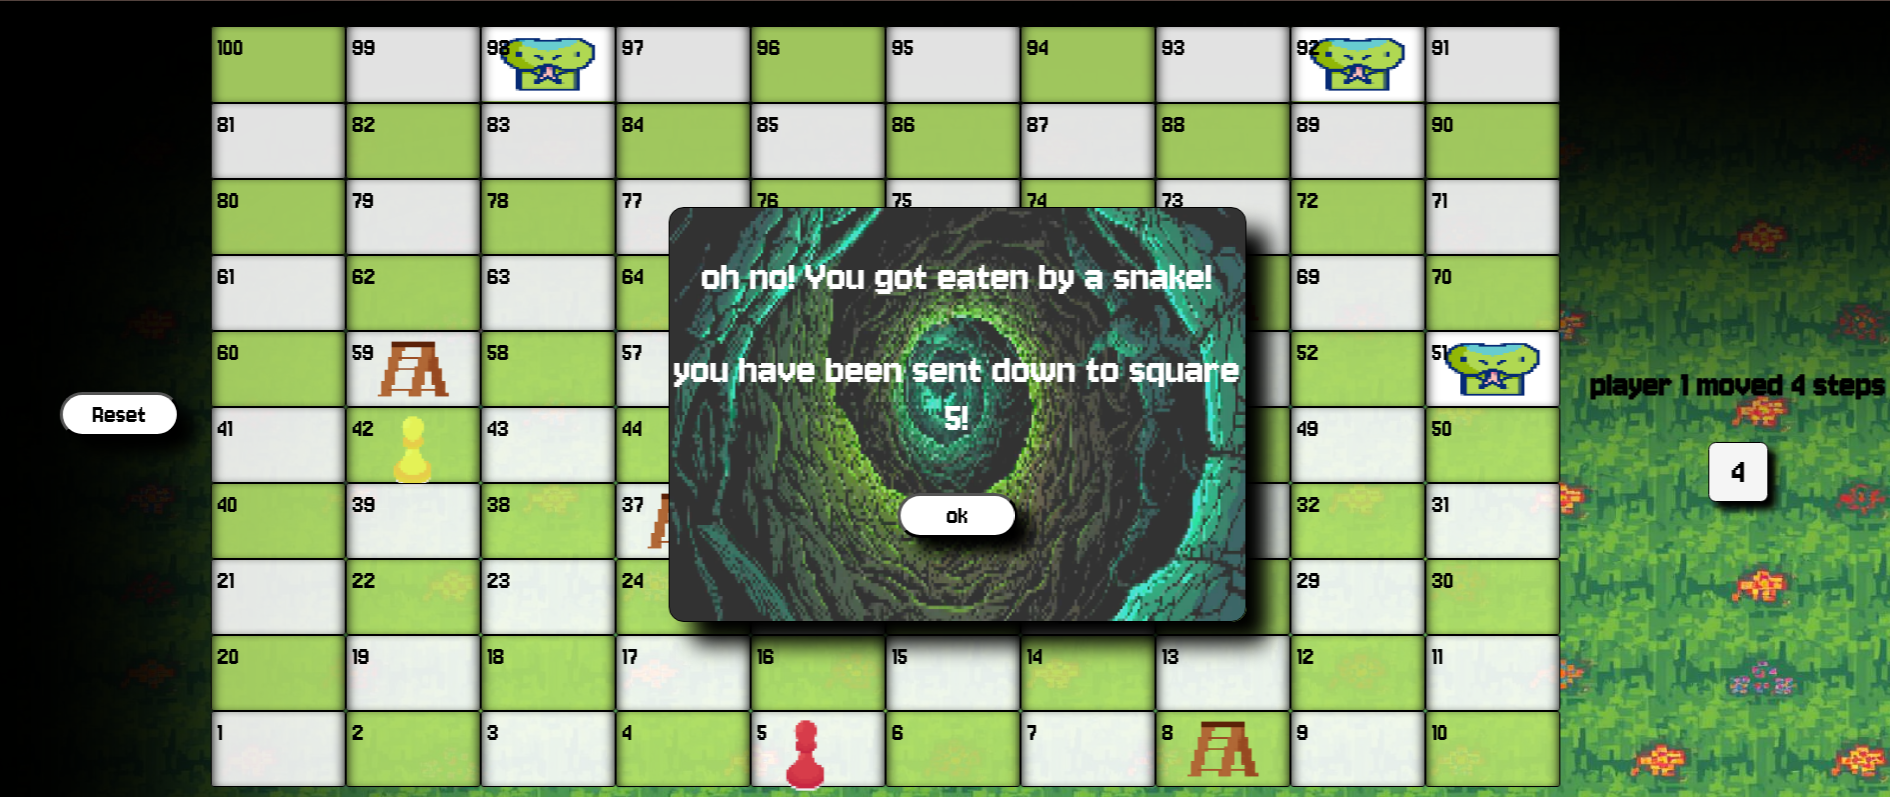 100 99 98 97 96 95 94 93 92 91
81 82 83 84 85 86 87 88 89 90
80 79 78 77 76 75 74 73 72 71
61 62 63 64 69 70
oh no! You got eaten by a snake!
60 59 58 57 52 51
you have been sent down to square
5!
player 1 moved 4 steps
Reset
41 42 43 44 49 50
4
40 39 38 37 32 31
ok
21 22 23 24 29 30
20 19 18 17 16 15 14 13 12 11
1 2 3 4 5 6 7 8 9 10